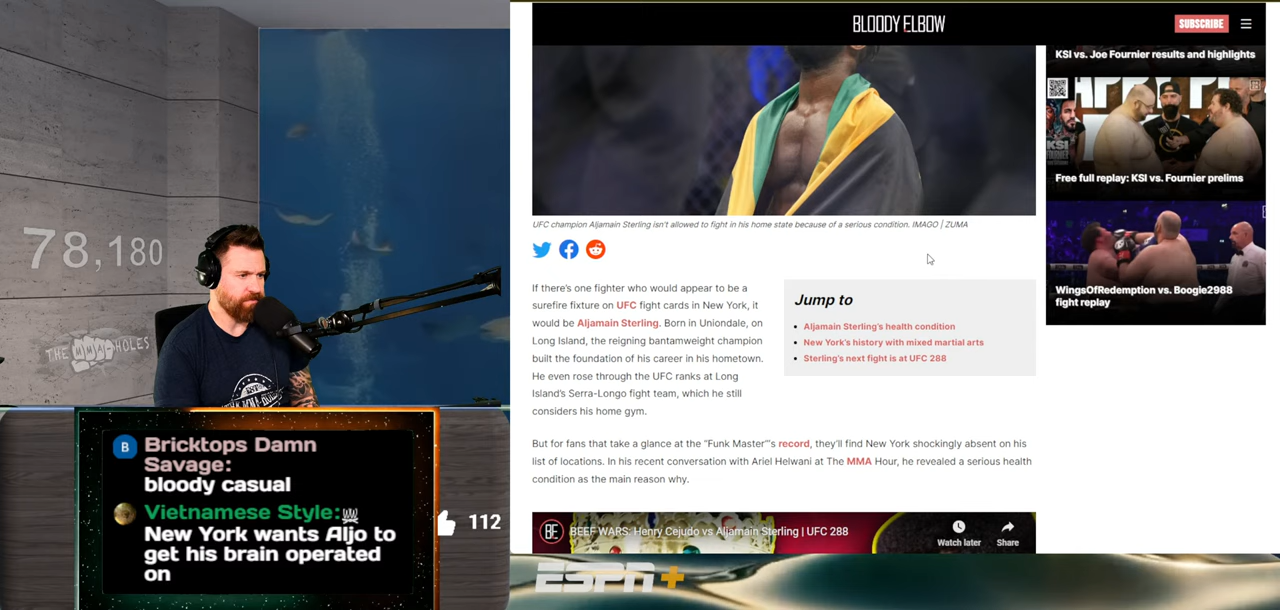 78,180
THE MMA HOLES
B
Bricktops Damn
Savage:
bloody casual
Vietnamese Style:
New York wants Aljo to
get his brain operated
on
112
BLOODY ELBOW
SUBSCRIBE
UFC champion Aljamain Sterling isn't allowed to fight in his home state because of a serious condition. IMAGO | ZUMA
If there's one fighter who would appear to be a
surefire fixture on UFC fight cards in New York, it
would be Aljamain Sterling. Born in Uniondale, on
Long Island, the reigning bantamweight champion
built the foundation of his career in his hometown.
He even rose through the UFC ranks at Long
Island's Serra-Longo fight team, which he still
considers his home gym.
Jump to
Aljamain Sterling's health condition
New York's history with mixed martial arts
Sterling's next fight is at UFC 288
But for fans that take a glance at the "Funk Master"'s record, they'll find New York shockingly absent on his
list of locations. In his recent conversation with Ariel Helwani at The MMA Hour, he revealed a serious health
condition as the main reason why.
BE
BEEF WARS: Henry Cejudo vs Aljamain Sterling | UFC 288
Watch later
Share
KSI vs. Joe Fournier results and highlights
KSI
Free full replay: KSI vs. Fournier prelims
WingsOfRedemption vs. Boogie2988
fight replay
ESPN+